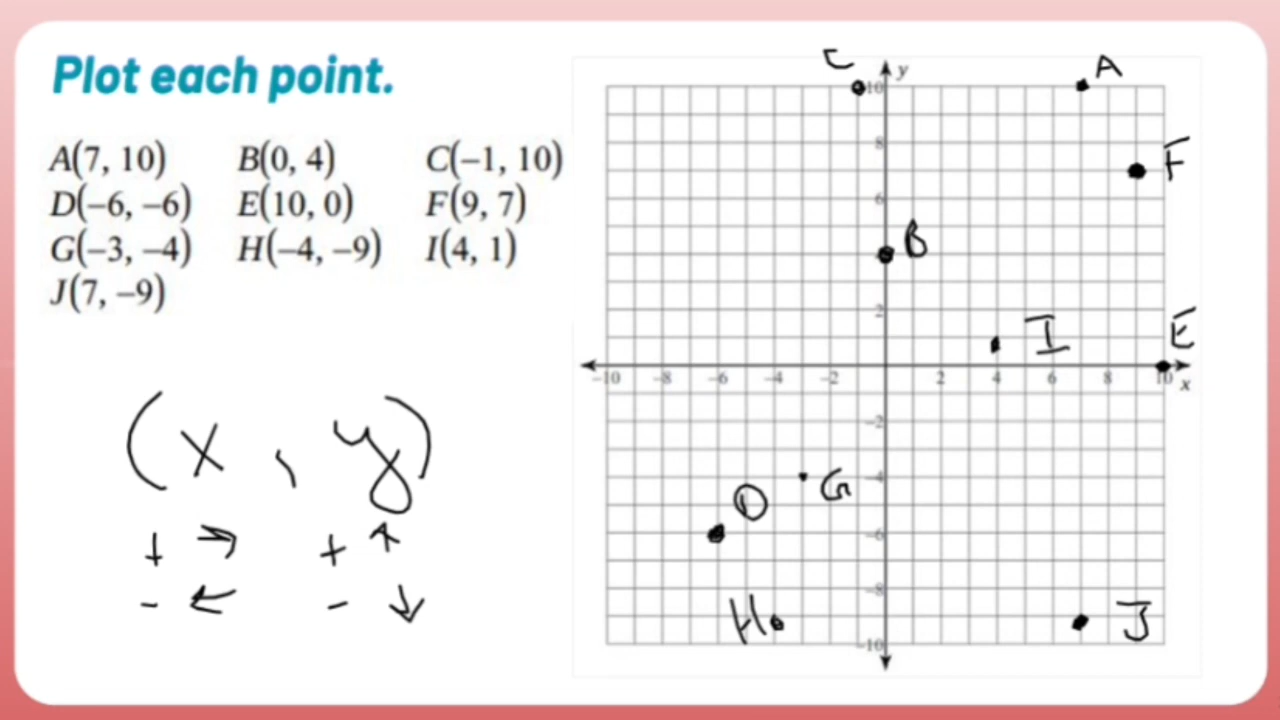 Plot each point.
A(7, 10) B(0, 4) C(–1, 10)
D(–6, –6) E(10, 0) F(9, 7)
G(–3, –4) H(–4, –9) I(4, 1)
J(7, –9)
(x, y)
+ → + ↑
- ← - ↓
C y A
10
8 F
6
B
2 I E
–10 –8 –6 –4 –2 2 4 6 8 10 x
–2
D G –4
–6
–8
H J
–10